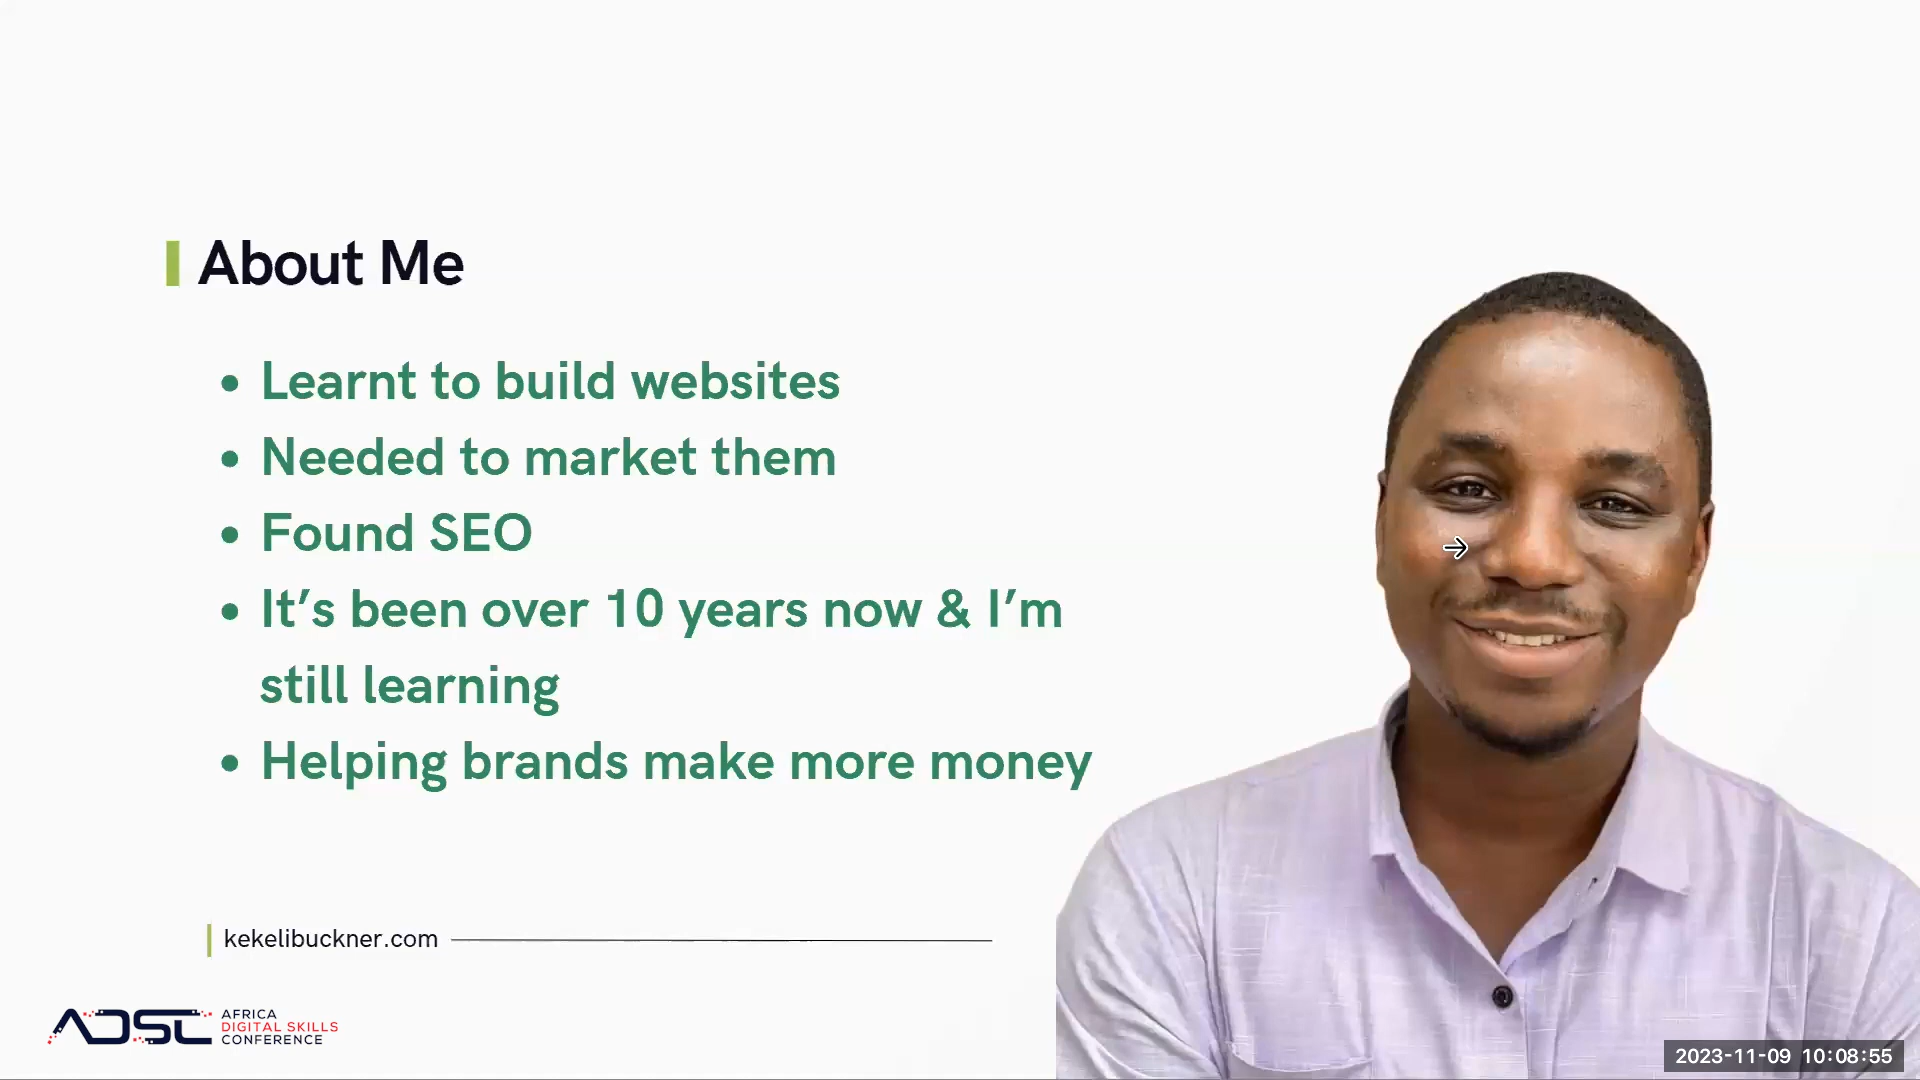 About Me
• Learnt to build websites
• Needed to market them
• Found SEO
• It’s been over 10 years now & I’m
still learning
• Helping brands make more money
kekelibuckner.com
ADSC
AFRICA
DIGITAL SKILLS
CONFERENCE
2023-11-09 10:08:55